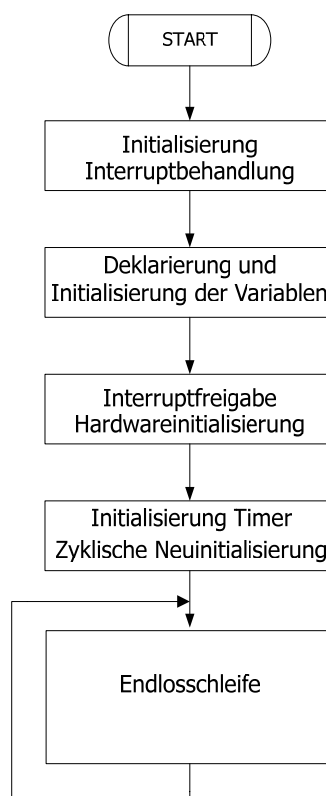 START
Initialisierung
Interruptbehandlung
Deklarierung und
Initialisierung der Variablen
Interruptfreigabe
Hardwareinitialisierung
Initialisierung Timer
Zyklische Neuinitialisierung
Endlosschleife